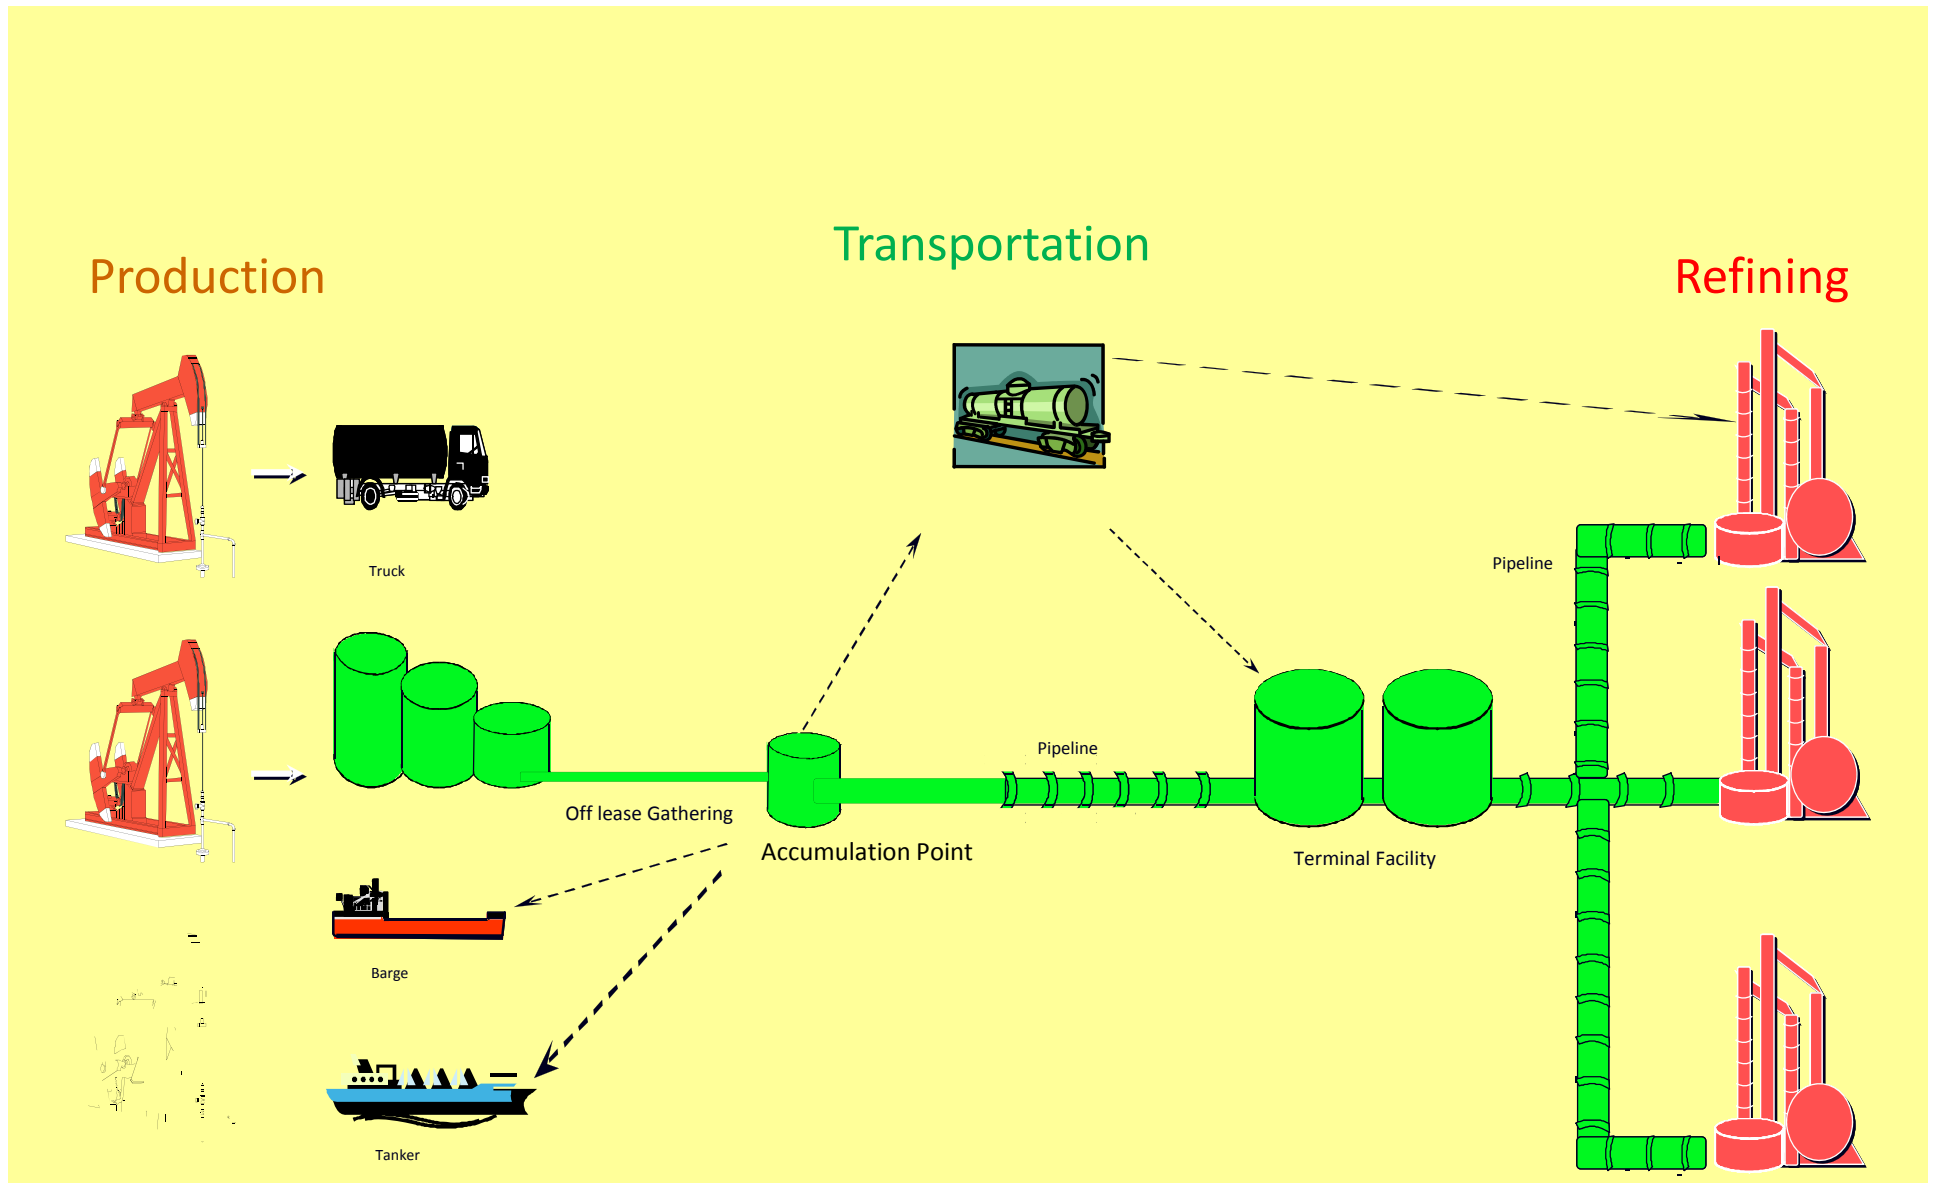 Transportation
Production
Refining
Truck
Pipeline
Pipeline
Off lease Gathering
Accumulation Point
Terminal Facility
Barge
Tanker